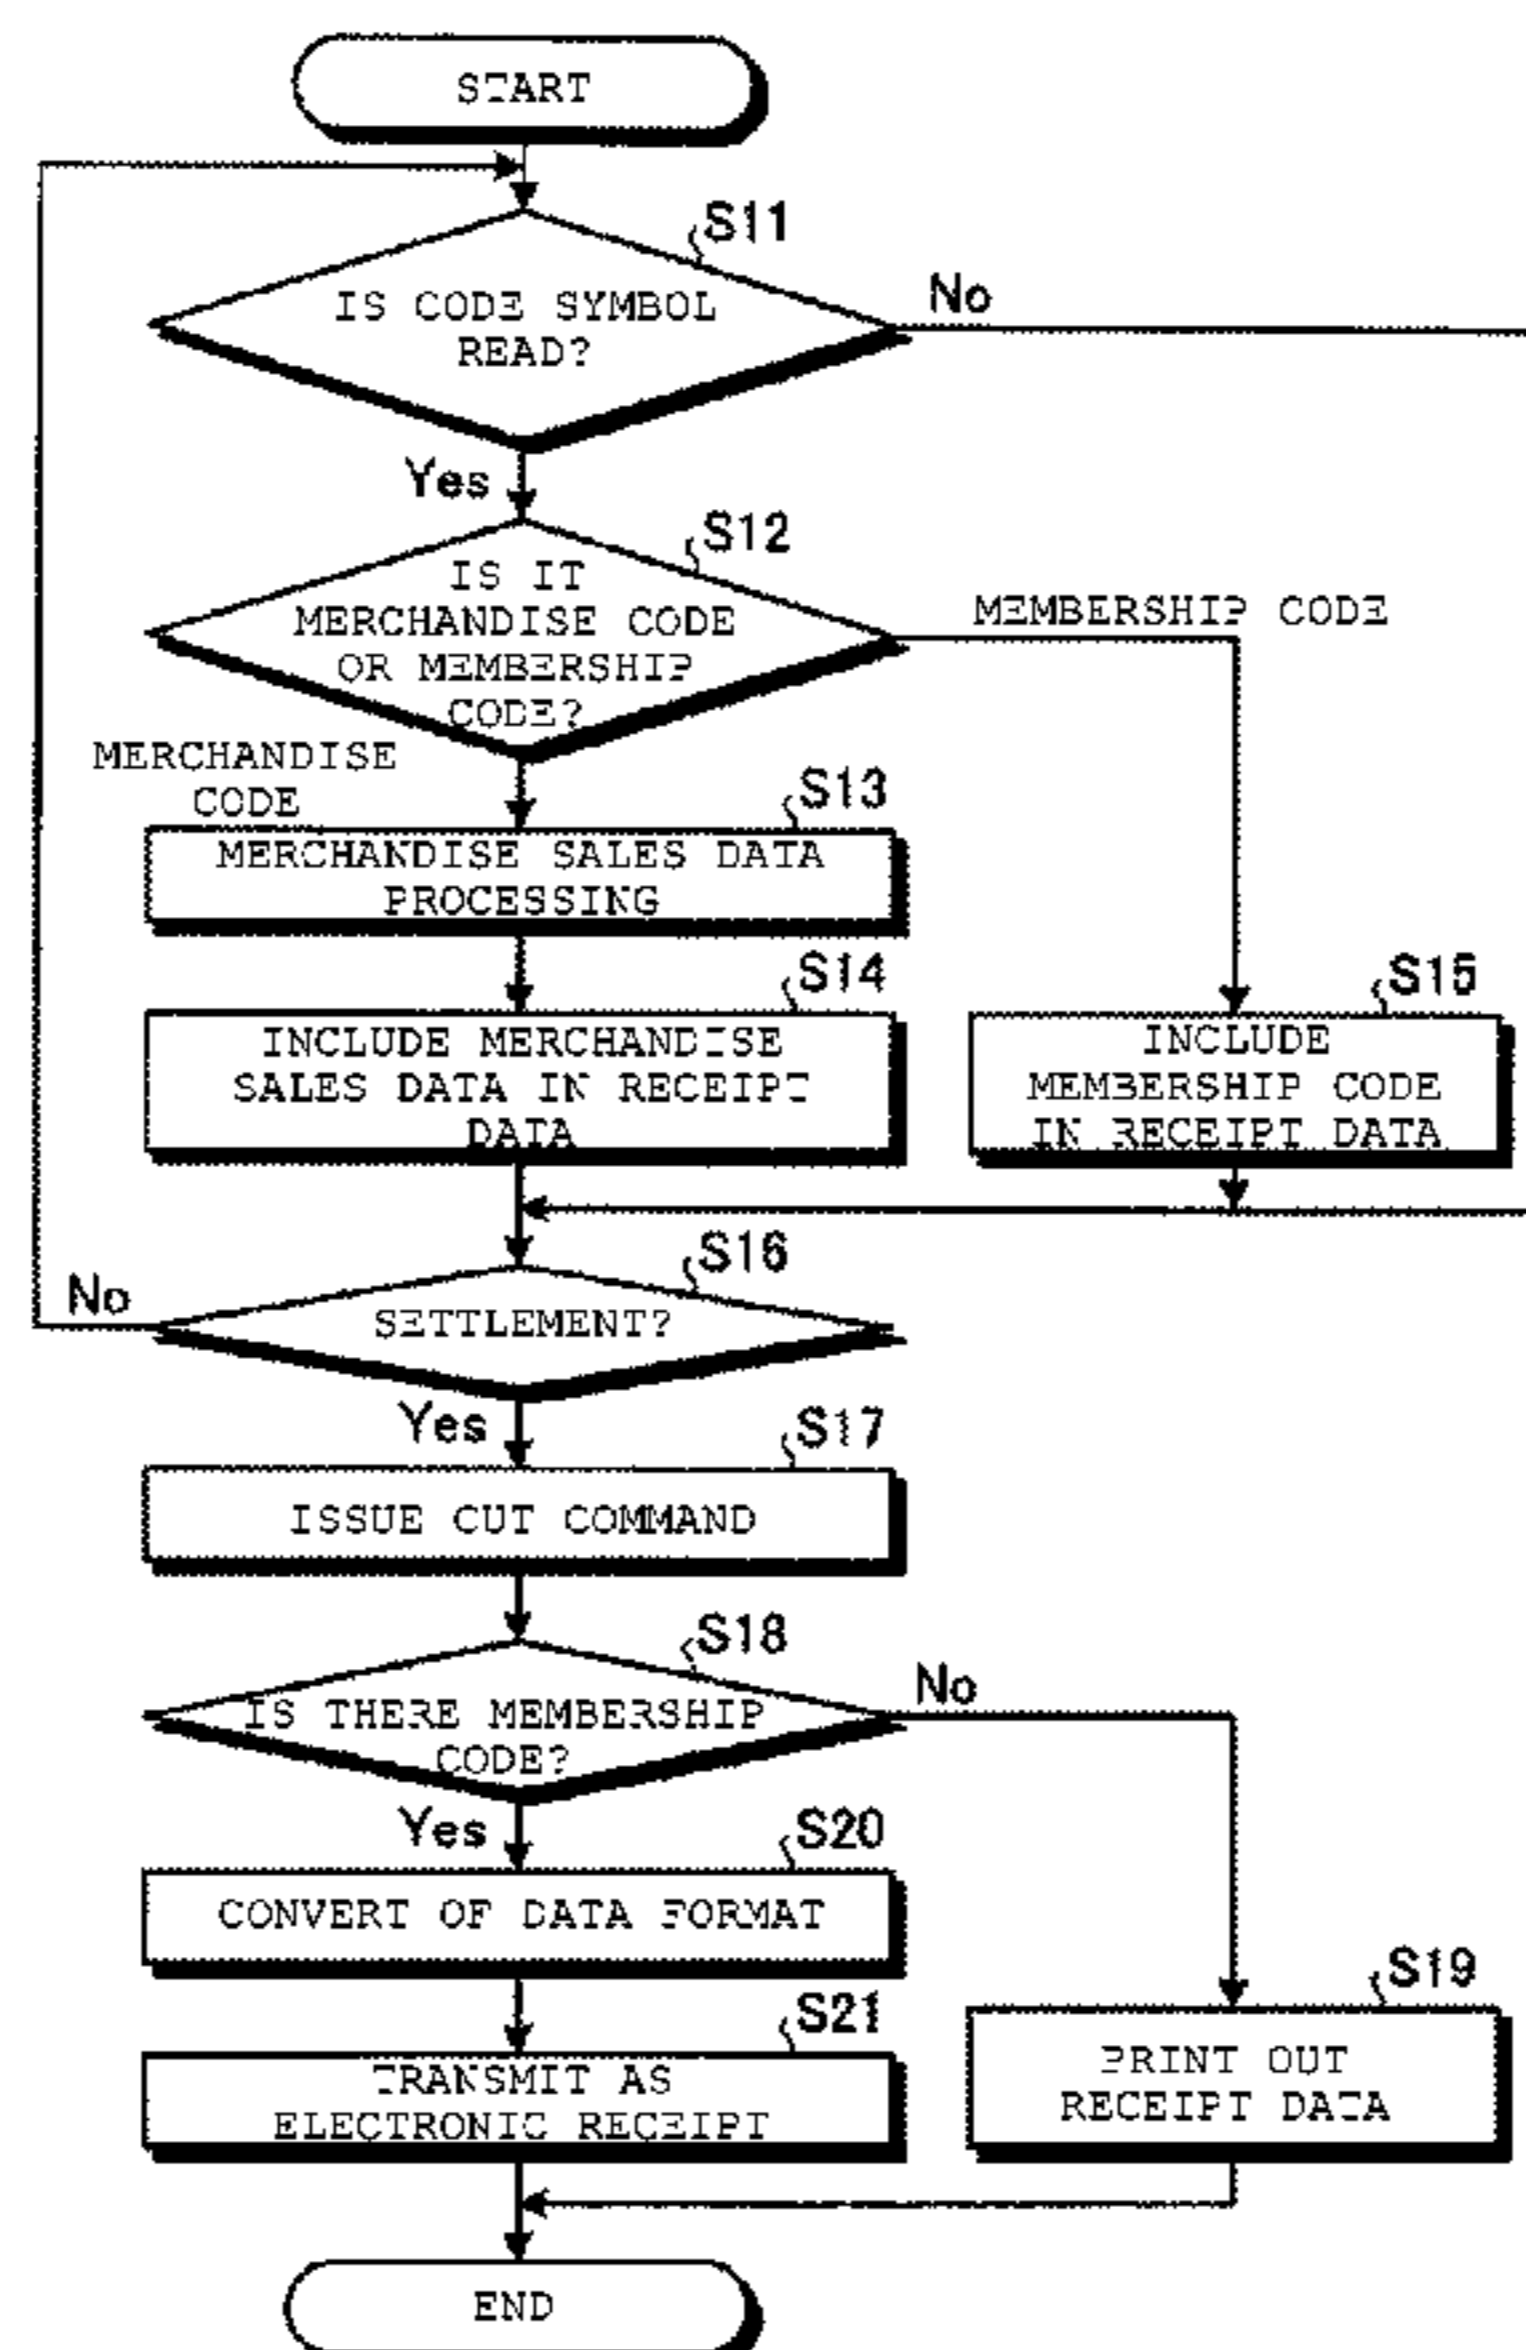 START
S11
IS CODE SYMBOL
READ?
No
Yes
S12
IS IT
MERCHANDISE CODE
OR MEMBERSHIP
CODE?
MEMBERSHIP CODE
MERCHANDISE
CODE
S13
MERCHANDISE SALES DATA
PROCESSING
S14
INCLUDE MERCHANDISE
SALES DATA IN RECEIPT
DATA
S15
INCLUDE
MEMBERSHIP CODE
IN RECEIPT DATA
S16
SETTLEMENT?
No
Yes
S17
ISSUE CUT COMMAND
S18
IS THERE MEMBERSHIP
CODE?
No
Yes
S20
CONVERT OF DATA FORMAT
S19
PRINT OUT
RECEIPT DATA
S21
TRANSMIT AS
ELECTRONIC RECEIPT
END